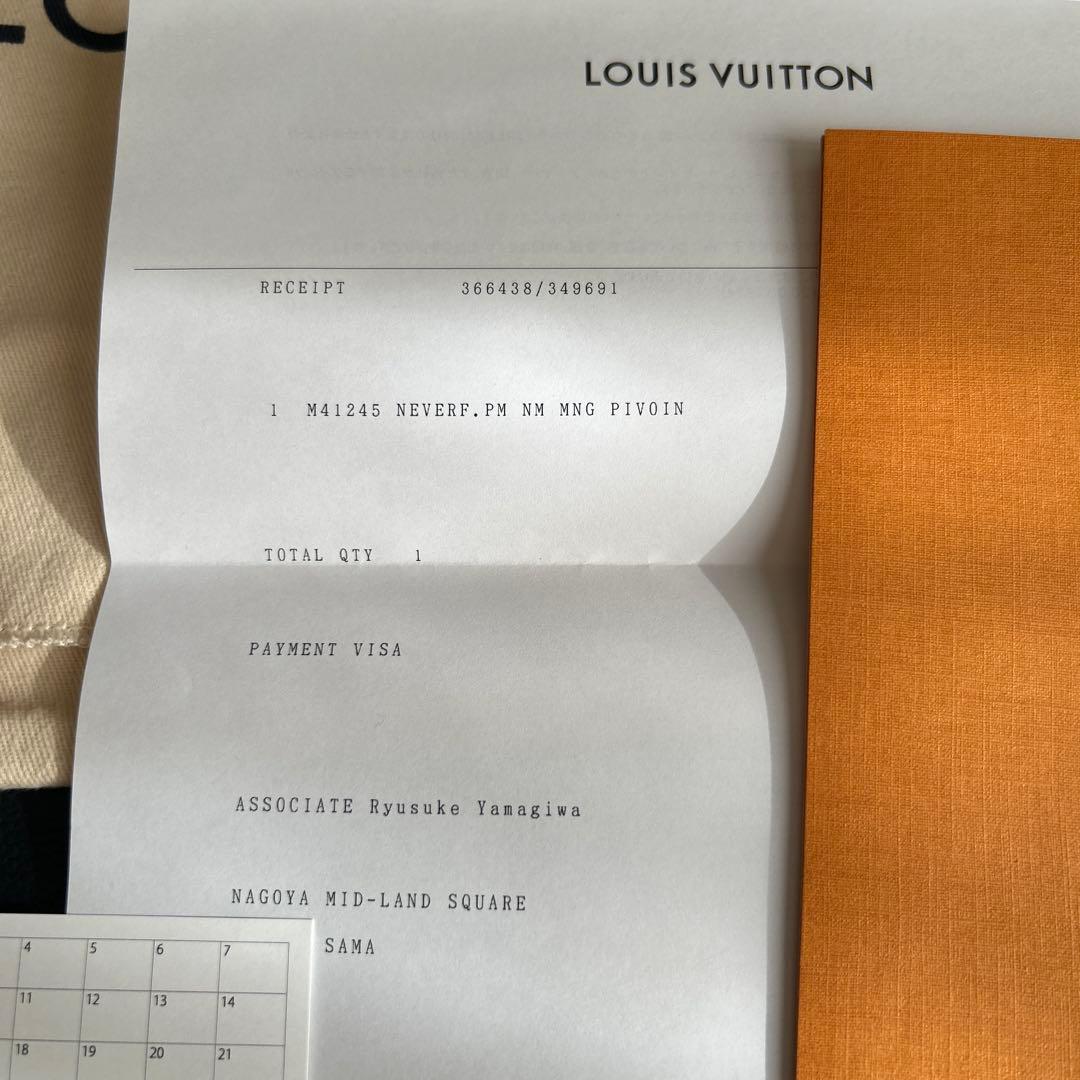 LOUIS VUITTON
RECEIPT 366438/349691
1 M41245 NEVERF.PM NM MNG PIVOIN
TOTAL QTY 1
PAYMENT VISA
ASSOCIATE Ryusuke Yamagiwa
NAGOYA MID-LAND SQUARE
SAMA
4 5 6 7
11 12 13 14
18 19 20 21